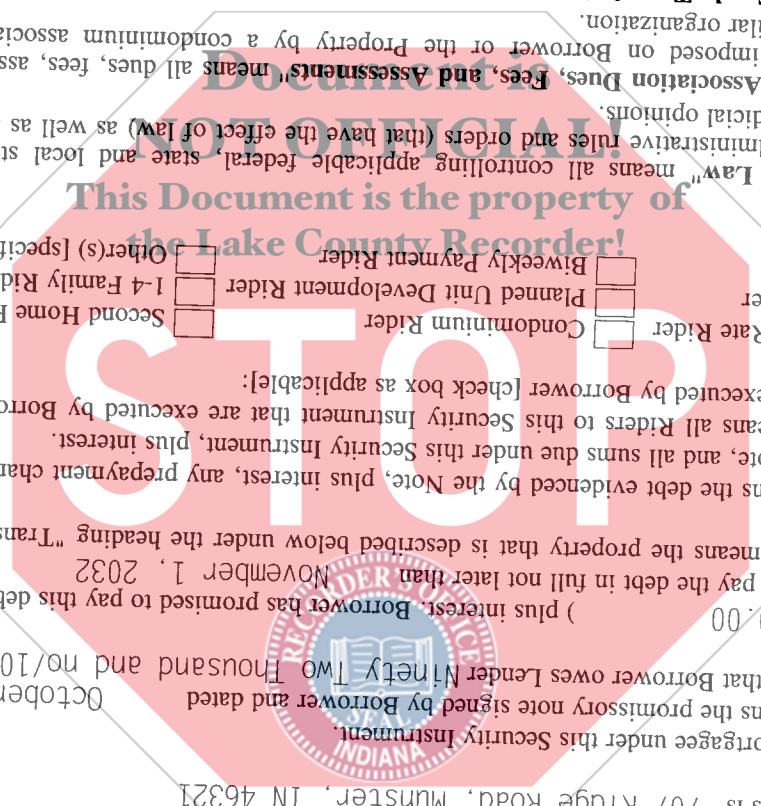 s is 707 Ridge Road, Munster, IN 46321
ortgagee under this Security Instrument.
ns the promissory note signed by Borrower and dated October
that Borrower owes Lender Ninety Two Thousand and no/10
0.00 ) plus interest. Borrower has promised to pay this deb
pay the debt in full not later than November 1, 2032
means the property that is described below under the heading "Trans
ns the debt evidenced by the Note, plus interest, any prepayment char
ote, and all sums due under this Security Instrument, plus interest.
eans all Riders to this Security Instrument that are executed by Borro
executed by Borrower [check box as applicable]:
Rate Rider Condominium Rider Second Home R
er Planned Unit Development Rider 1-4 Family Rid
Biweekly Payment Rider Other(s) [specif
Law" means all controlling applicable federal, state and local st
dministrative rules and orders (that have the effect of law) as well as
dicial opinions.
Association Dues, Fees, and Assessments" means all dues, fees, ass
imposed on Borrower or the Property by a condominium associa
ilar organization.
Document is
NOT OFFICIAL!
This Document is the property of
the Lake County Recorder!
STOP
RECORDER'S OFFICE
SEAL
INDIANA